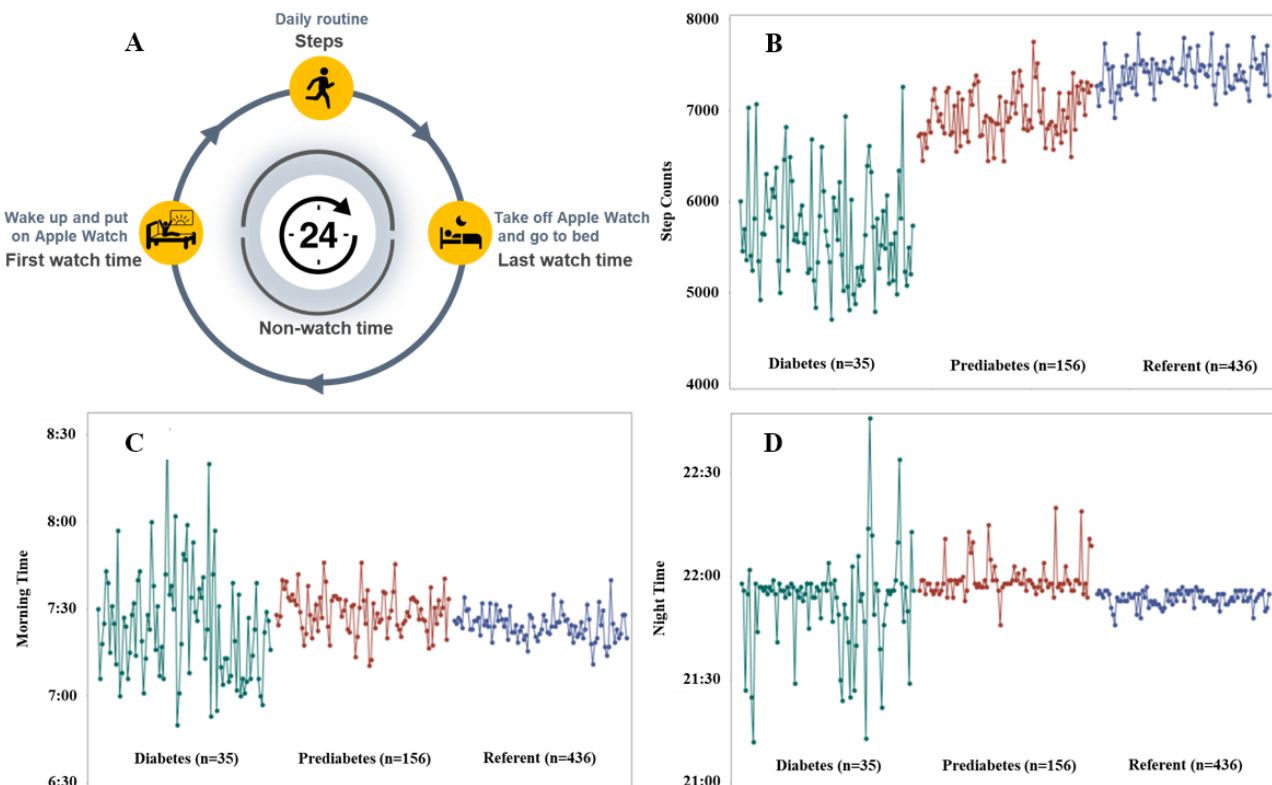 A
Daily routine
Steps
Wake up and put
on Apple Watch
First watch time
24
Take off Apple Watch
and go to bed
Last watch time
Non-watch time
B
8000
7000
6000
5000
4000
Step Counts
Diabetes (n=35)
Prediabetes (n=156)
Referent (n=436)
C
8:30
8:00
7:30
7:00
6:30
Morning Time
Diabetes (n=35)
Prediabetes (n=156)
Referent (n=436)
D
22:30
22:00
21:30
21:00
Night Time
Diabetes (n=35)
Prediabetes (n=156)
Referent (n=436)